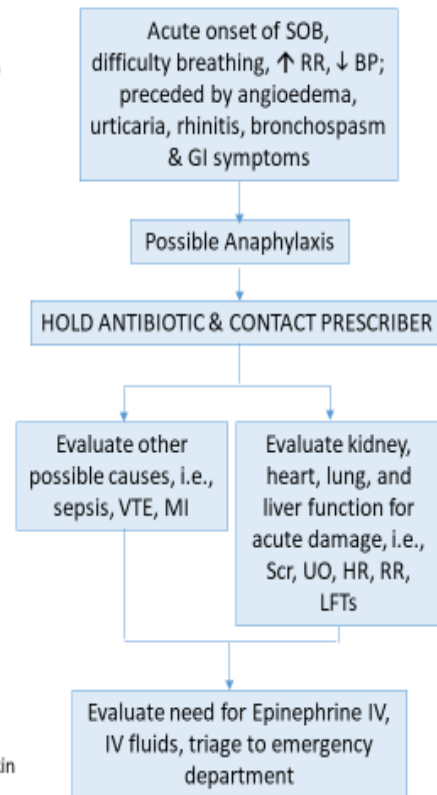 Acute onset of SOB,
difficulty breathing, ↑ RR, ↓ BP;
preceded by angioedema,
urticaria, rhinitis, bronchospasm
& GI symptoms
Possible Anaphylaxis
HOLD ANTIBIOTIC & CONTACT PRESCRIBER
Evaluate other
possible causes, i.e.,
sepsis, VTE, MI
Evaluate kidney,
heart, lung, and
liver function for
acute damage, i.e.,
Scr, UO, HR, RR,
LFTs
Evaluate need for Epinephrine IV,
IV fluids, triage to emergency
department